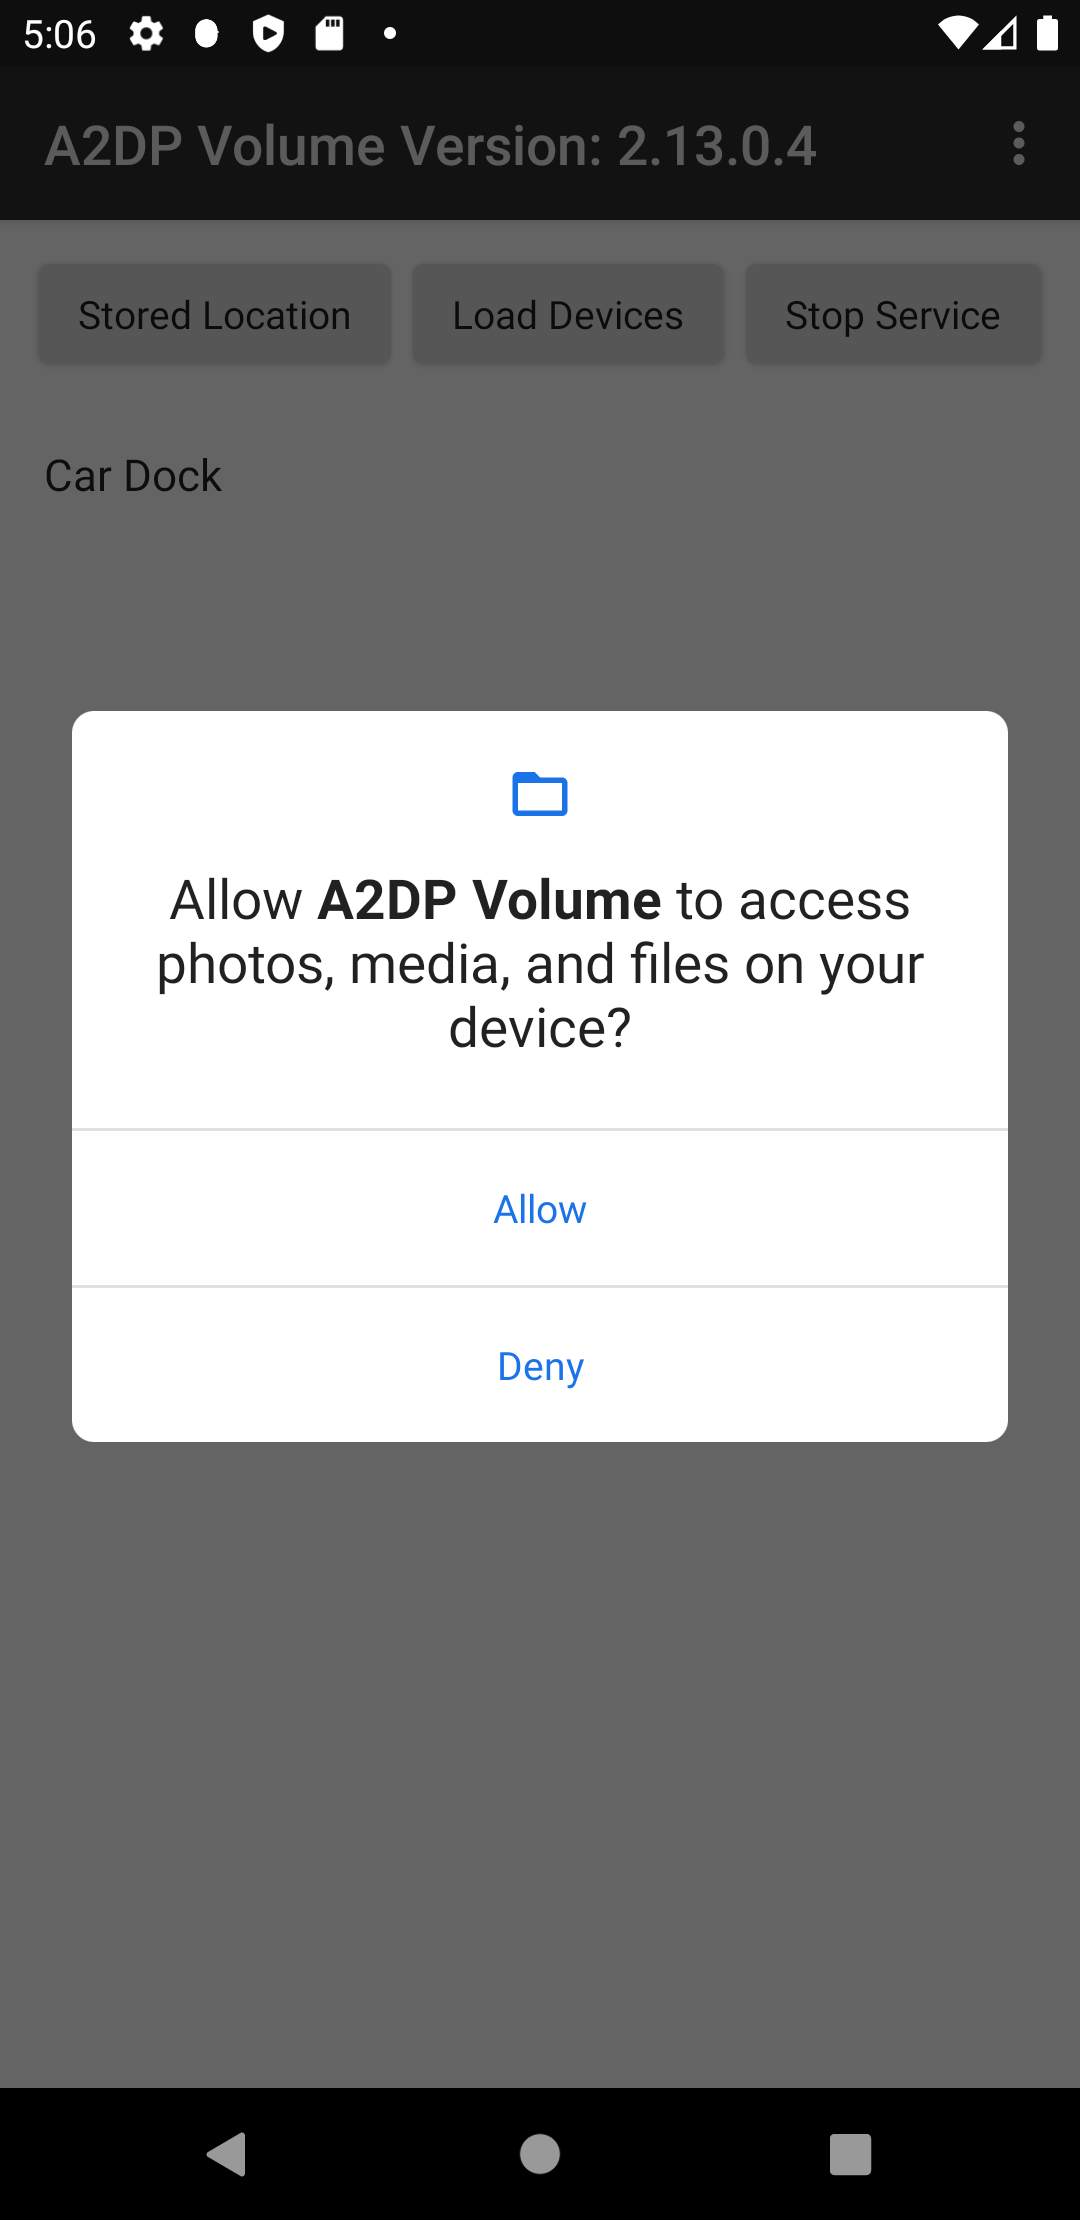 5:06
A2DP Volume Version: 2.13.0.4
Stored Location
Load Devices
Stop Service
Car Dock
Allow A2DP Volume to access
photos, media, and files on your
device?
Allow
Deny